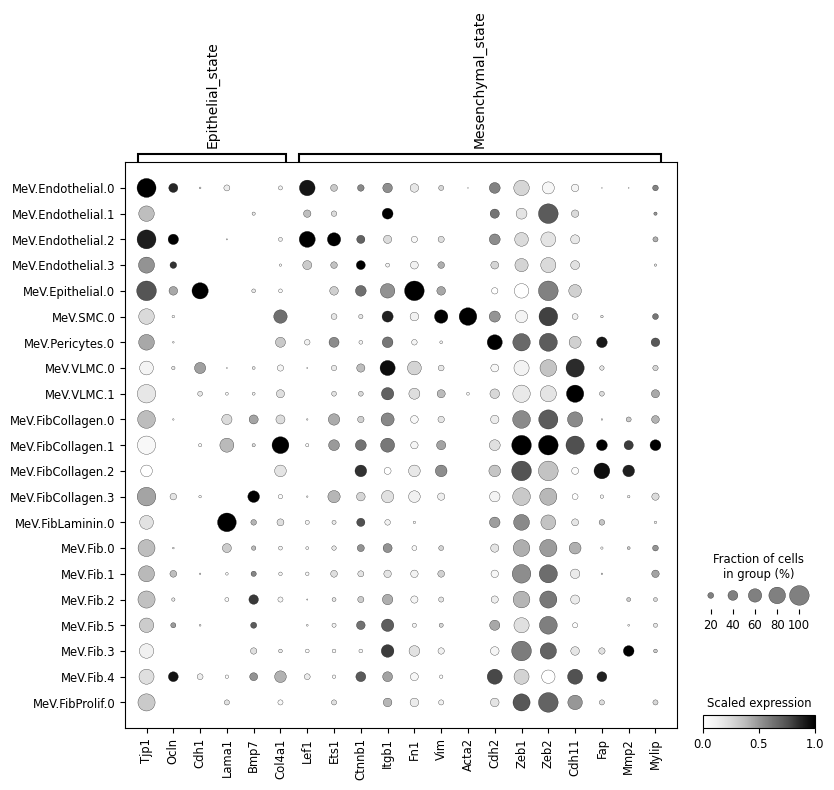 Epithelial_state
Mesenchymal_state
MeV.Endothelial.0
MeV.Endothelial.1
MeV.Endothelial.2
MeV.Endothelial.3
MeV.Epithelial.0
MeV.SMC.0
MeV.Pericytes.0
MeV.VLMC.0
MeV.VLMC.1
MeV.FibCollagen.0
MeV.FibCollagen.1
MeV.FibCollagen.2
MeV.FibCollagen.3
MeV.FibLaminin.0
MeV.Fib.0
MeV.Fib.1
MeV.Fib.2
MeV.Fib.5
MeV.Fib.3
MeV.Fib.4
MeV.FibProlif.0
Tjp1
Ocln
Cdh1
Lama1
Bmp7
Col4a1
Lef1
Ets1
Ctnnb1
Itgb1
Fn1
Vim
Acta2
Cdh2
Zeb1
Zeb2
Cdh11
Fap
Mmp2
Mylip
Fraction of cells
in group (%)
20 40 60 80 100
Scaled expression
0.0 0.5 1.0